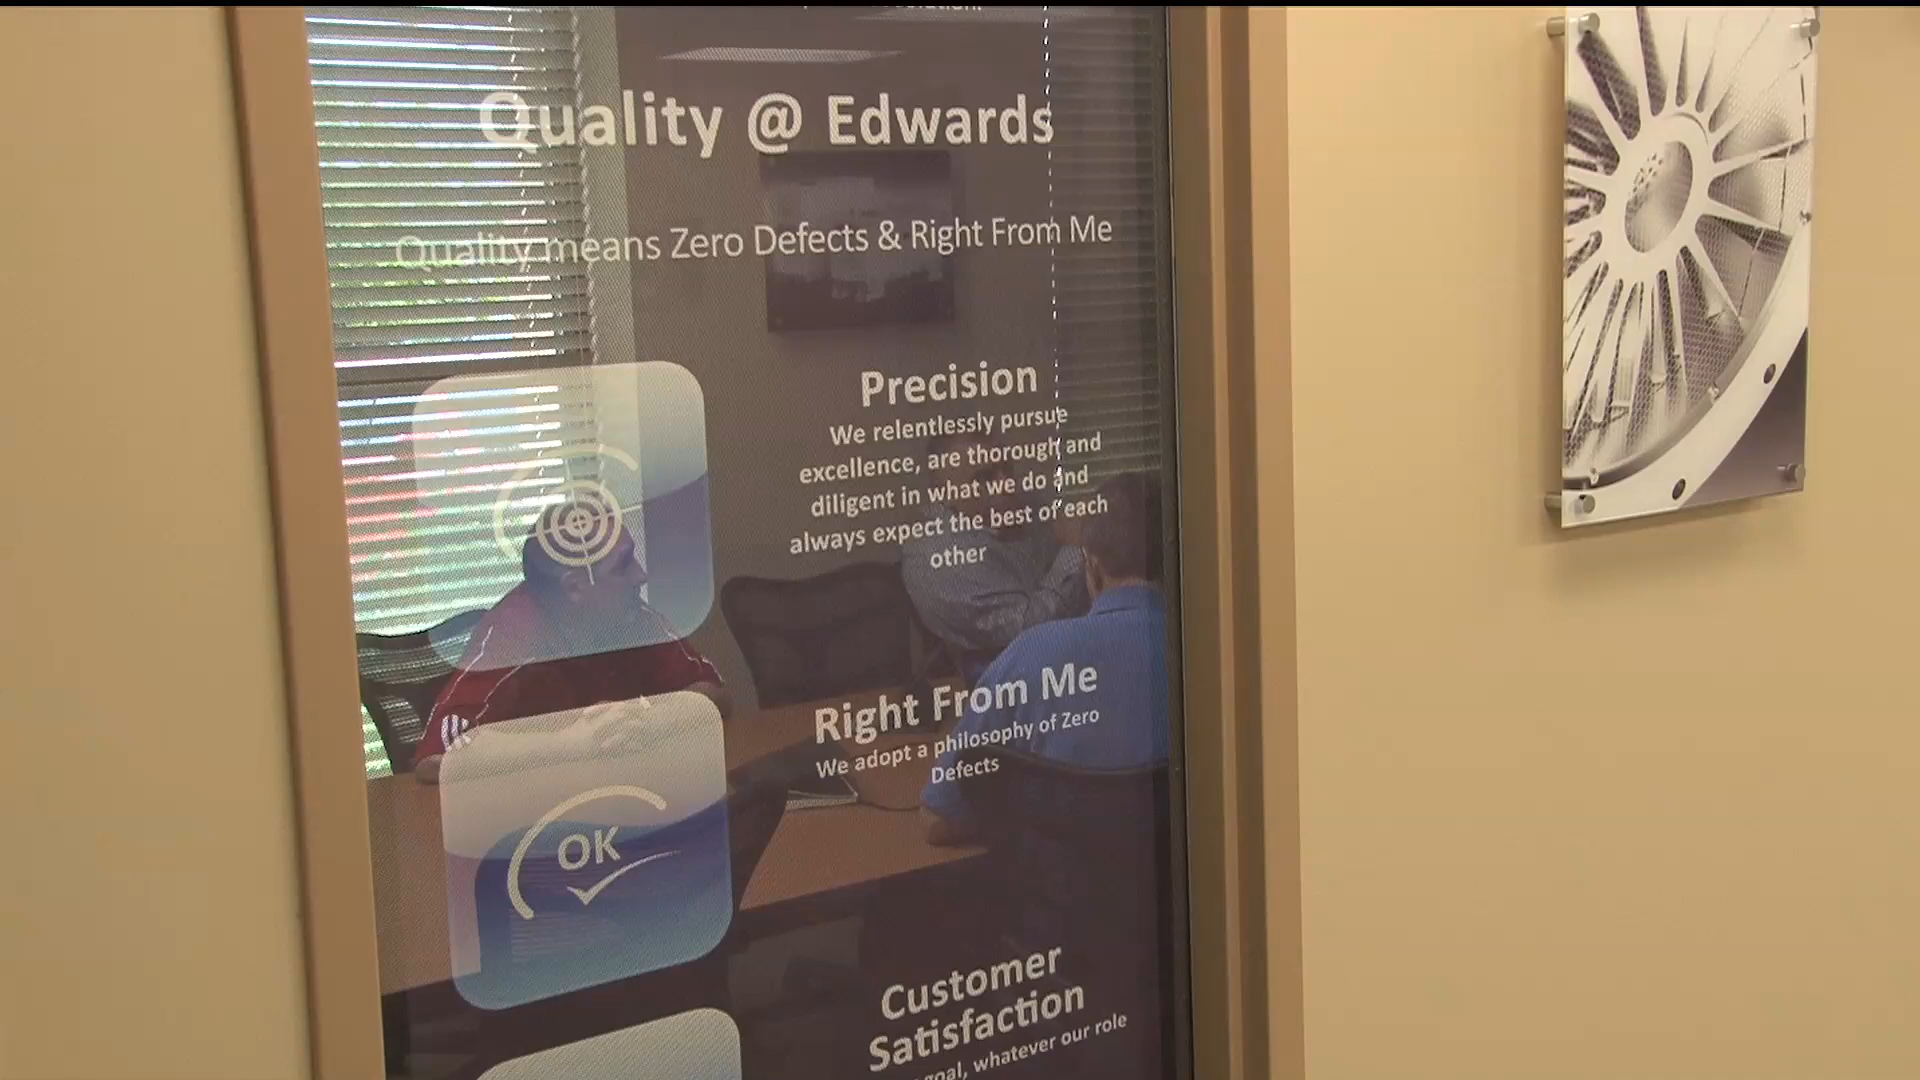 Quality @ Edwards
Quality means Zero Defects & Right From Me
Precision
We relentlessly pursue
excellence, are thorough and
diligent in what we do and
always expect the best of each
other
Right From Me
We adopt a philosophy of Zero
Defects
OK
Customer
Satisfaction
goal, whatever our role